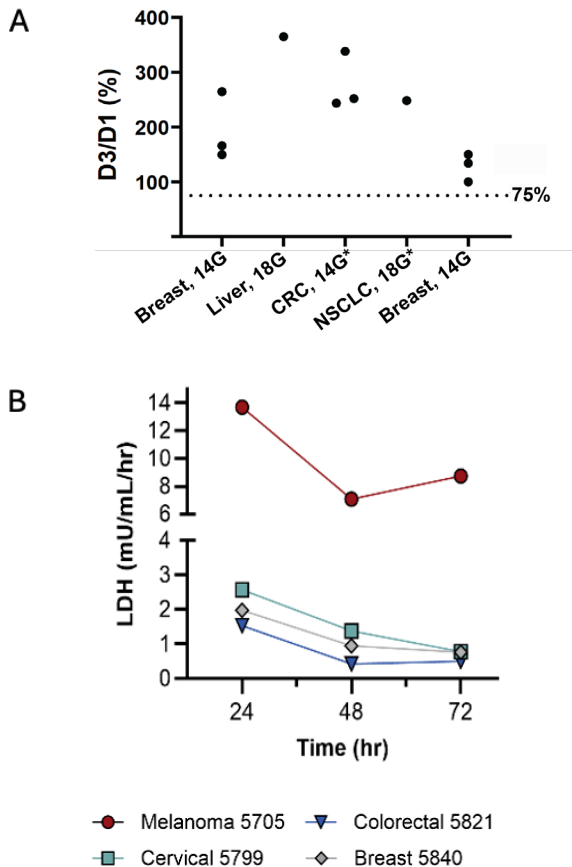 A
D3/D1 (%)
400
300
200
100
75%
Breast, 14G
Liver, 18G
CRC, 14G*
NSCLC, 18G*
Breast, 14G
B
LDH (mU/mL/hr)
14
12
10
8
6
4
3
2
1
0
24 48 72
Time (hr)
Melanoma 5705 Colorectal 5821
Cervical 5799 Breast 5840